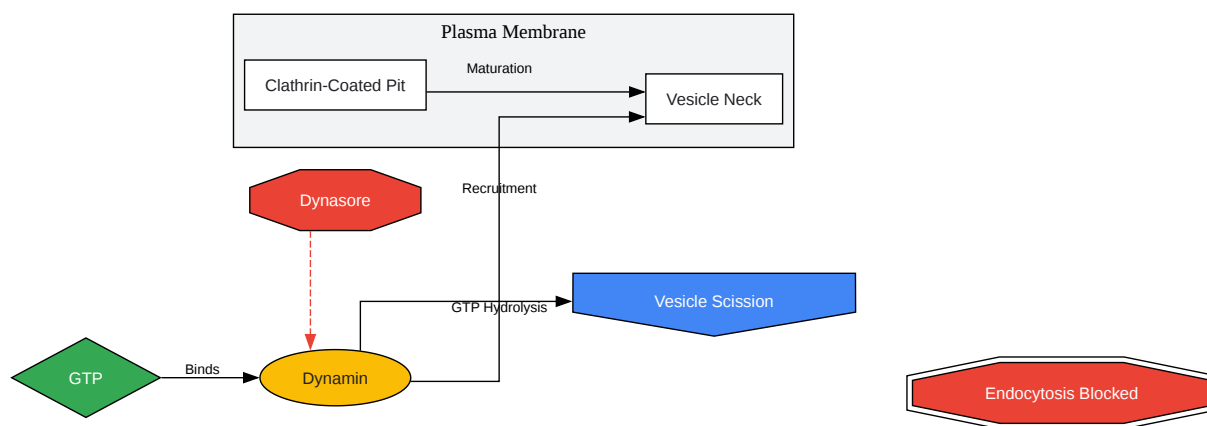 Plasma Membrane
Maturation
Clathrin-Coated Pit
Vesicle Neck
Recruitment
Dynasore
Vesicle Scission
GTP Hydrolysis
Binds
GTP
Dynamin
Endocytosis Blocked